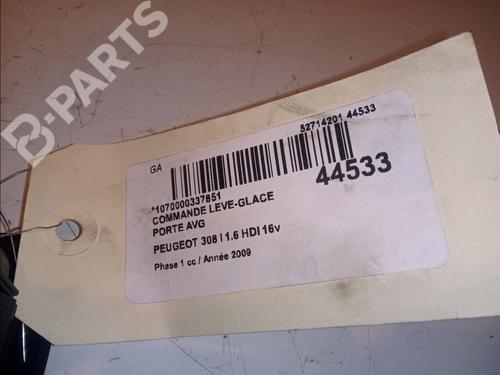 B-PARTS
GA
52714201 44533
*1070000337851
44533
COMMANDE LEVE-GLACE
PORTE AVG
PEUGEOT 308 I 1.6 HDI 16v
Phase 1 cc / Année 2009